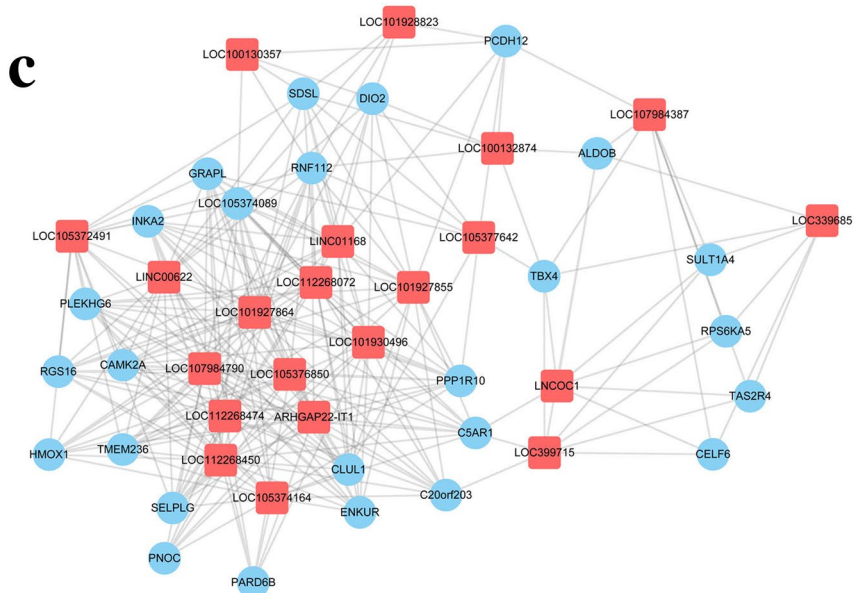 c
LOC101928823
LOC100130357
PCDH12
SDSL
DIO2
LOC107984387
LOC100132874
ALDOB
RNF112
GRAPL
LOC105374089
INKA2
LOC339685
LOC105372491
LINC01168
LOC105377642
SULT1A4
LINC00622
LOC112268072
LOC101927855
TBX4
PLEKHG6
LOC101927864
RPS6KA5
LOC101930496
CAMK2A
RGS16
LOC107984790
LOC105376850
PPP1R10
LNCOC1
TAS2R4
LOC112268474
ARHGAP22-IT1
C5AR1
HMOX1
TMEM236
LOC112268450
LOC399715
CELF6
CLUL1
LOC105374164
C20orf203
SELPLG
ENKUR
PNOC
PARD6B